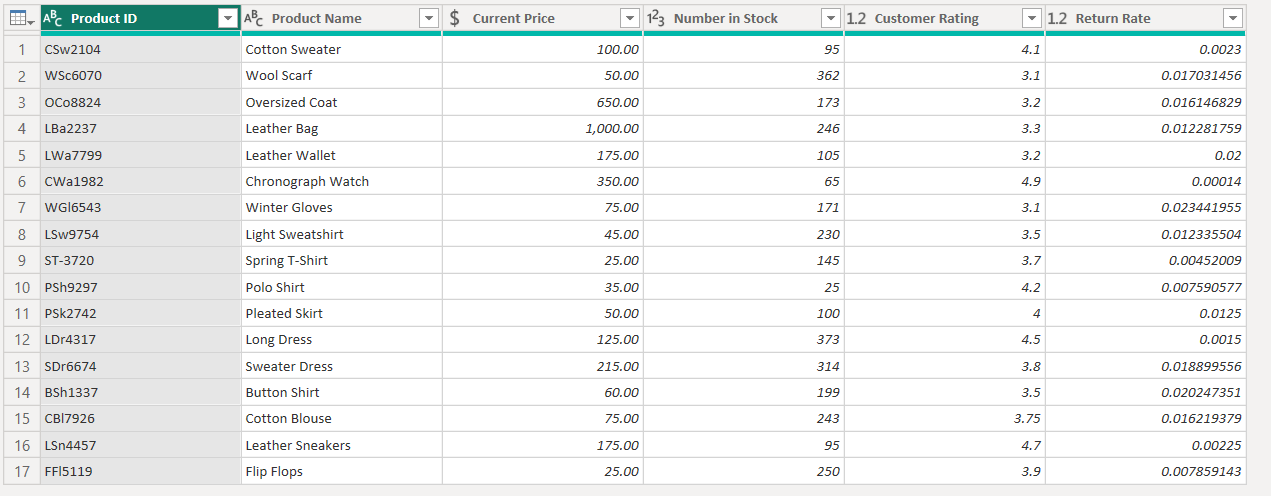 ABC Product ID ABC Product Name $ Current Price 123 Number in Stock 1.2 Customer Rating 1.2 Return Rate
1 CSw2104 Cotton Sweater 100.00 95 4.1 0.0023
2 WSc6070 Wool Scarf 50.00 362 3.1 0.017031456
3 OCo8824 Oversized Coat 650.00 173 3.2 0.016146829
4 LBa2237 Leather Bag 1,000.00 246 3.3 0.012281759
5 LWa7799 Leather Wallet 175.00 105 3.2 0.02
6 CWa1982 Chronograph Watch 350.00 65 4.9 0.00014
7 WGl6543 Winter Gloves 75.00 171 3.1 0.023441955
8 LSw9754 Light Sweatshirt 45.00 230 3.5 0.012335504
9 ST-3720 Spring T-Shirt 25.00 145 3.7 0.00452009
10 PSh9297 Polo Shirt 35.00 25 4.2 0.007590577
11 PSk2742 Pleated Skirt 50.00 100 4 0.0125
12 LDr4317 Long Dress 125.00 373 4.5 0.0015
13 SDr6674 Sweater Dress 215.00 314 3.8 0.018899556
14 BSh1337 Button Shirt 60.00 199 3.5 0.020247351
15 CBl7926 Cotton Blouse 75.00 243 3.75 0.016219379
16 LSn4457 Leather Sneakers 175.00 95 4.7 0.00225
17 FFl5119 Flip Flops 25.00 250 3.9 0.007859143